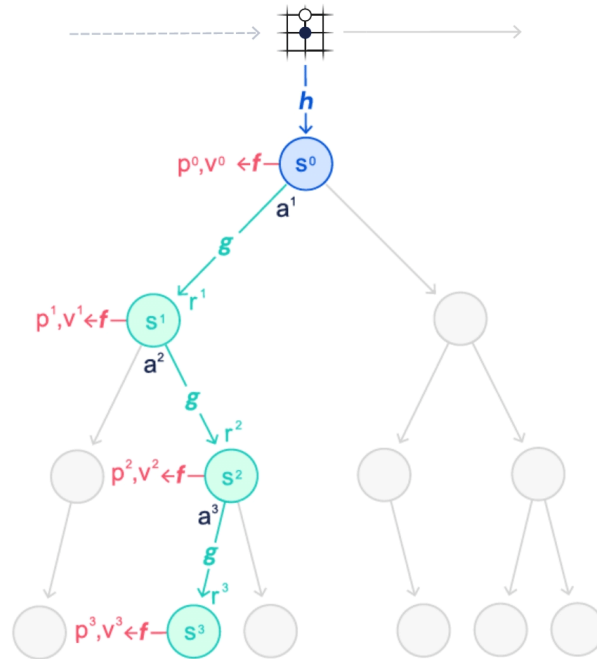 h
p⁰,v⁰ ←f s⁰
a¹
g
r¹
p¹,v¹←f s¹
a²
g
r²
p²,v²←f s²
a³
g
r³
p³,v³←f s³